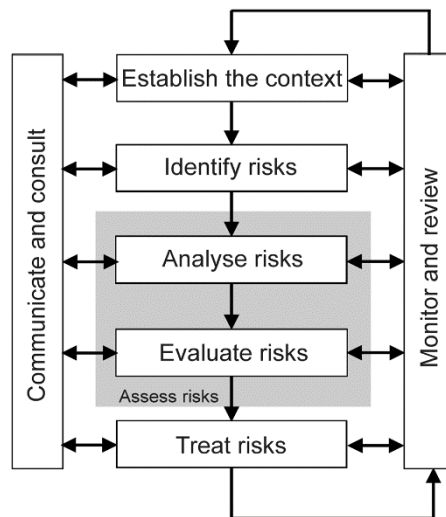 Establish the context
Identify risks
Analyse risks
Evaluate risks
Assess risks
Treat risks
Communicate and consult
Monitor and review